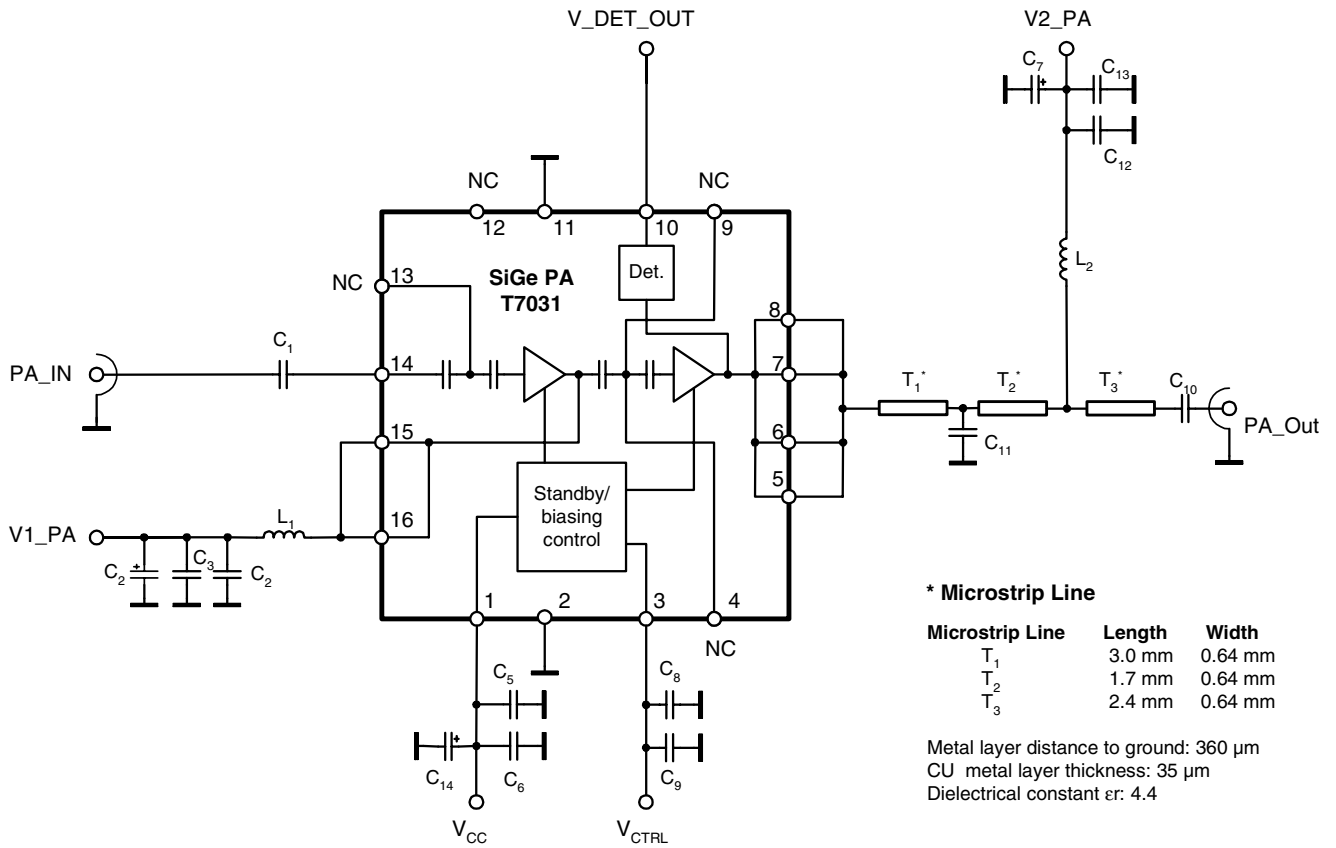 V_DET_OUT
V2_PA
C7
+
C13
C12
NC
NC
12
11
10
9
NC
13
SiGe PA
T7031
Det.
L2
8
C1
PA_IN
14
7
T1*
T2*
T3*
C10
PA_Out
15
6
C11
5
Standby/
biasing
control
L1
V1_PA
16
C2
+
C3
C2
1
2
3
4
NC
* Microstrip Line
Microstrip Line Length Width
T1 3.0 mm 0.64 mm
T2 1.7 mm 0.64 mm
T3 2.4 mm 0.64 mm
C5
C8
+
C14
C6
C9
Metal layer distance to ground: 360 µm
CU metal layer thickness: 35 µm
Dielectrical constant εr: 4.4
VCC
VCTRL